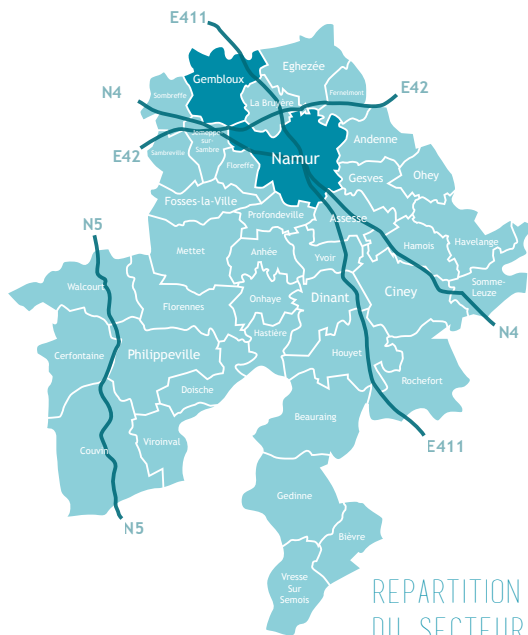 E411
Eghezée
Gembloux
E42
N4
Sombreffe
Fernelmont
La Bruyère
Jemeppe
sur-
Sambre
Andenne
E42
Sambreville
Floreffe
Namur
Gesves
Ohey
Fosses-la-Ville
Profondeville
Assesse
N5
Mettet
Anhée
Yvoir
Hamois
Havelange
Walcourt
Somme-
Leuze
Florennes
Onhaye
Dinant
Ciney
Hastière
N4
Cerfontaine
Philippeville
Houyet
Rochefort
Doische
Beauraing
E411
Couvin
Viroinval
Gedinne
N5
Bièvre
Vresse
Sur
Semois
REPARTITION
DU SECTEUR